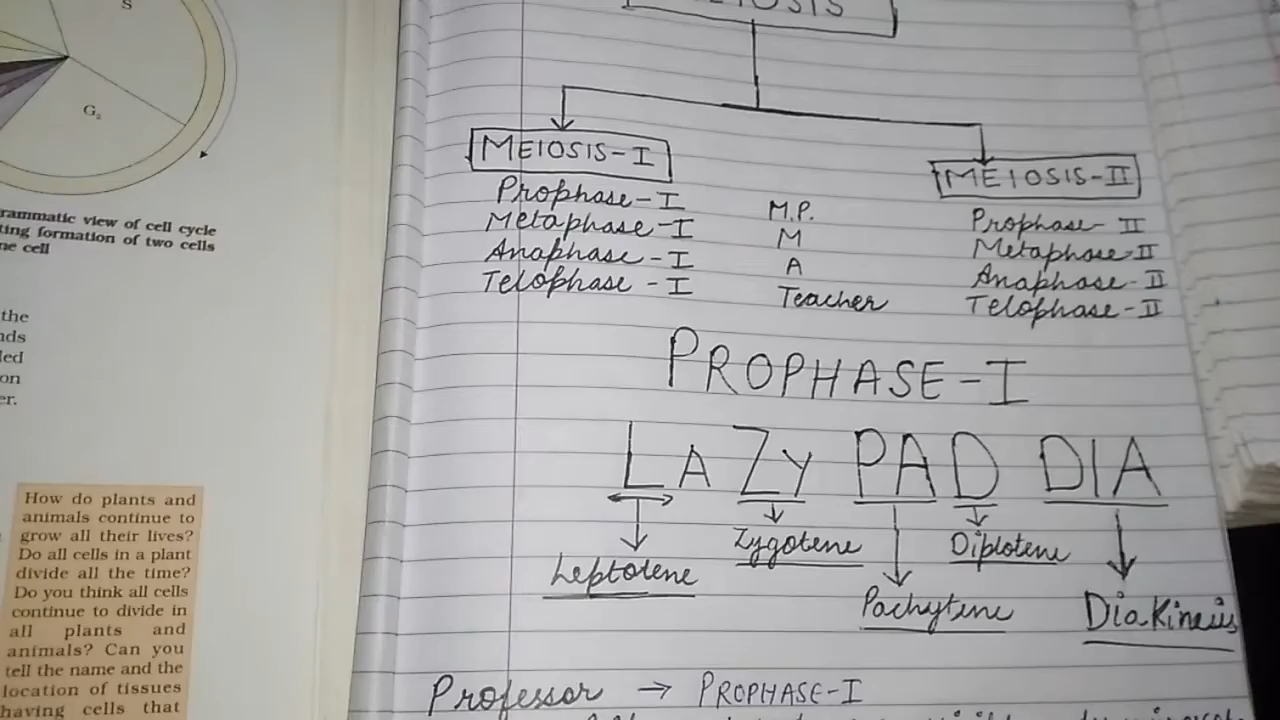 S
G₂
rammatic view of cell cycle
ting formation of two cells
ne cell
the
nds
led
on
er.
How do plants and
animals continue to
grow all their lives?
Do all cells in a plant
divide all the time?
Do you think all cells
continue to divide in
all plants and
animals? Can you
tell the name and the
location of tissues
having cells that
MEIOSIS-I
Prophase-I
Metaphase-I
Anaphase-I
Telophase-I
M.P.
M
A
Teacher
MEIOSIS-II
Prophase-II
Metaphase-II
Anaphase-II
Telophase-II
PROPHASE-I
LAZY PAD DIA
Leptotene
Zygotene
Pachytene
Diplotene
Diakinesis
Professor → PROPHASE-I